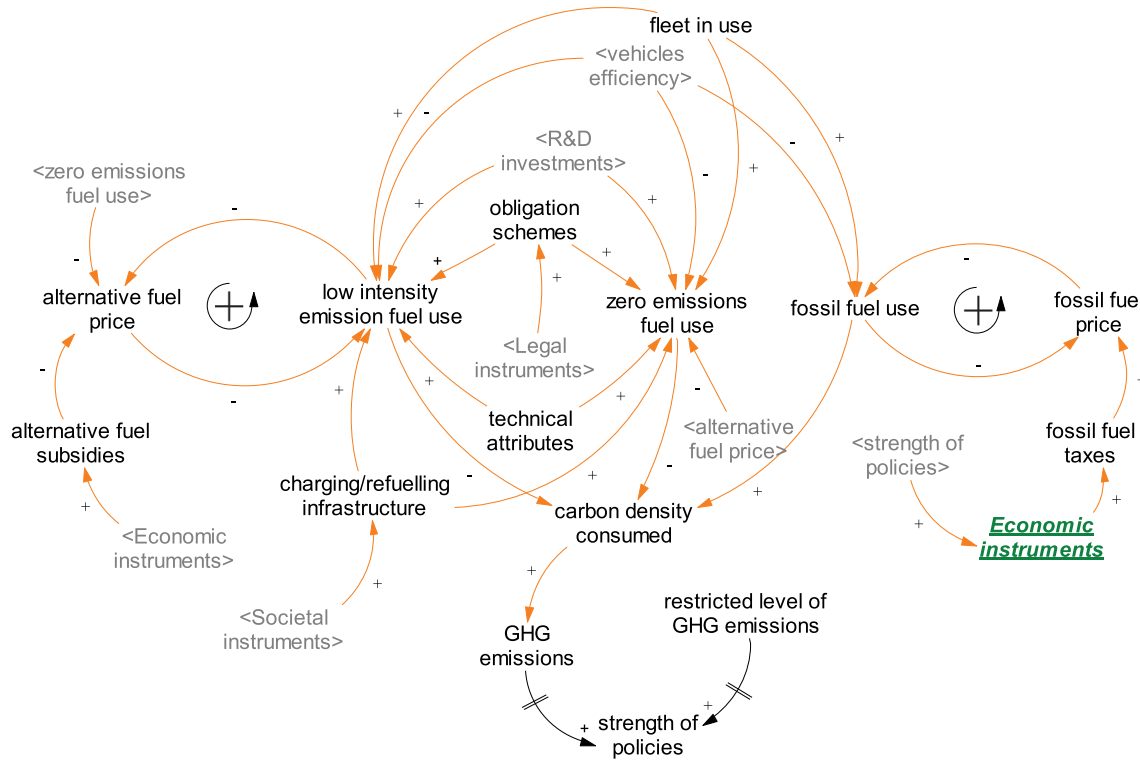 fleet in use
<vehicles
efficiency>
<R&D
investments>
<zero emissions
fuel use>
obligation
schemes
alternative fuel
price
low intensity
emission fuel use
zero emissions
fuel use
fossil fuel use
fossil fue
price
<Legal
instruments>
alternative fuel
subsidies
technical
attributes
<alternative
fuel price>
<strength of
policies>
fossil fuel
taxes
charging/refuelling
infrastructure
carbon density
consumed
Economic
instruments
<Economic
instruments>
<Societal
instruments>
restricted level of
GHG emissions
GHG
emissions
strength of
policies